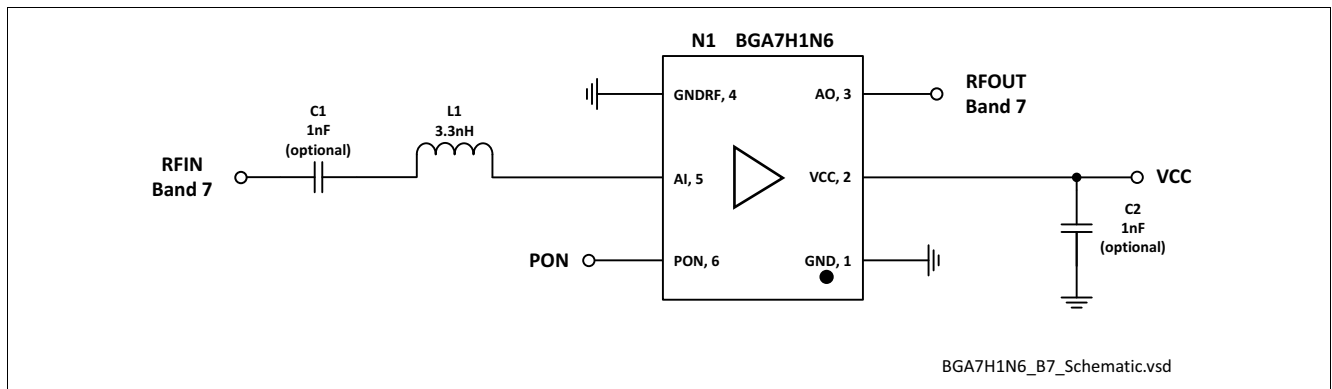 N1 BGA7H1N6
GNDRF, 4
AO, 3
RFOUT
Band 7
C1
1nF
(optional)
L1
3.3nH
RFIN
Band 7
AI, 5
VCC, 2
VCC
C2
1nF
(optional)
PON
PON, 6
GND, 1
BGA7H1N6_B7_Schematic.vsd